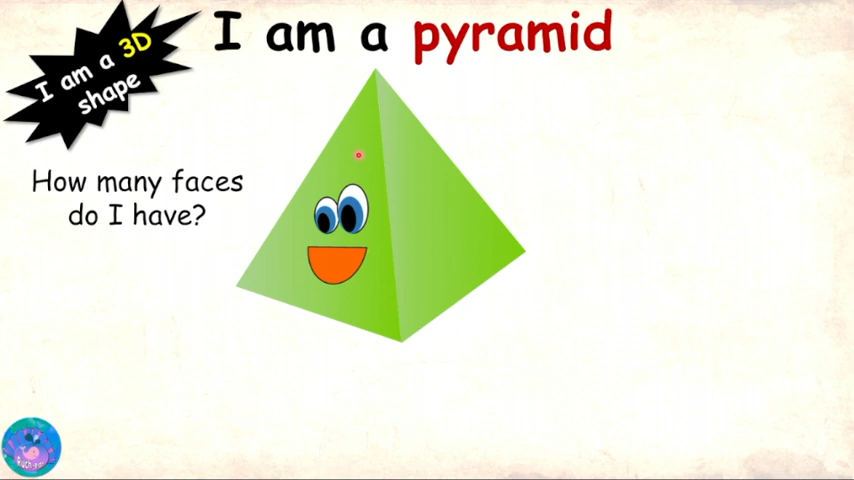 I am a pyramid
I am a 3D
shape
How many faces
do I have?